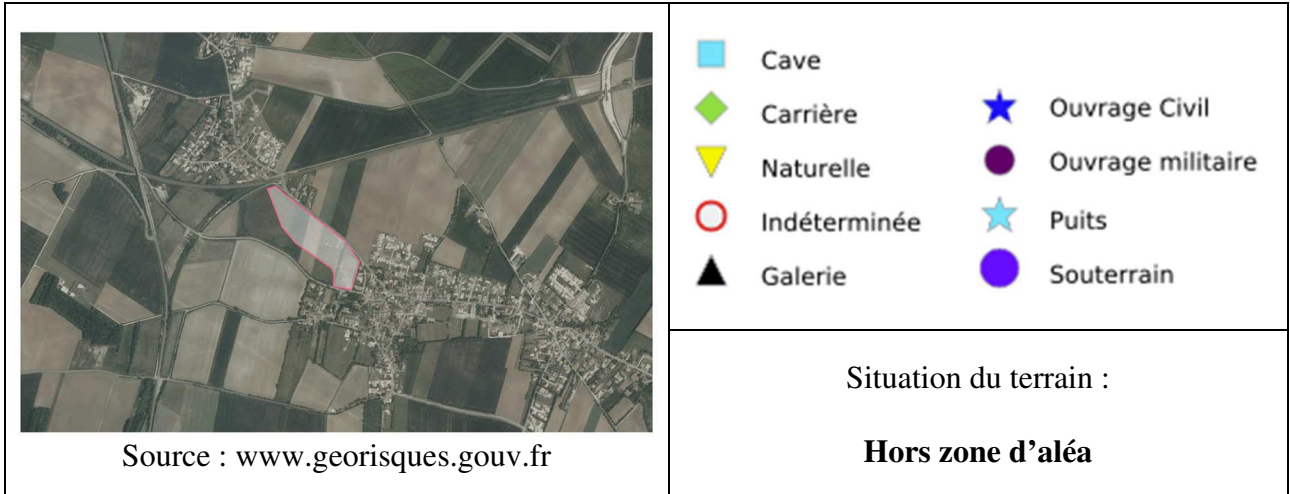 Source : www.georisques.gouv.fr
Cave
Carrière
Naturelle
Indéterminée
Galerie
Ouvrage Civil
Ouvrage militaire
Puits
Souterrain
Situation du terrain :
Hors zone d’aléa